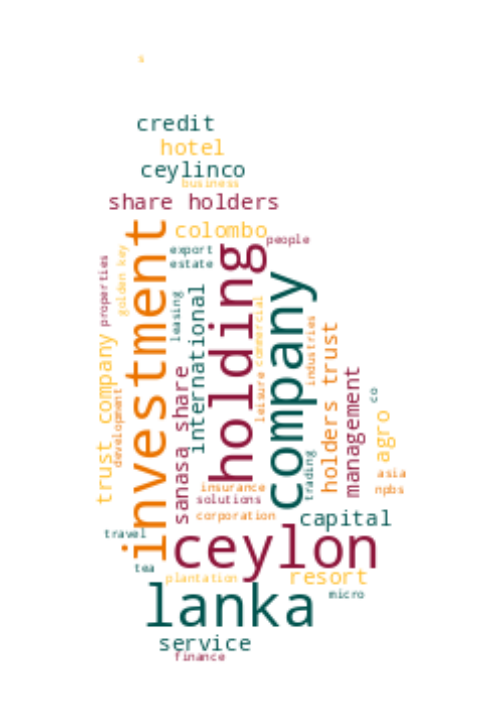 s
credit
hotel
ceylinco
business
share holders
colombo
people
export
estate
investment
holding
company
properties
golden key
leasing
international
commercial
leisure
industries
trust company
development
sanasa share
holders trust
management
co
agro
trading
asia
npbs
insurance
solutions
corporation
capital
travel
ceylon
tea
plantation
resort
micro
lanka
service
finance